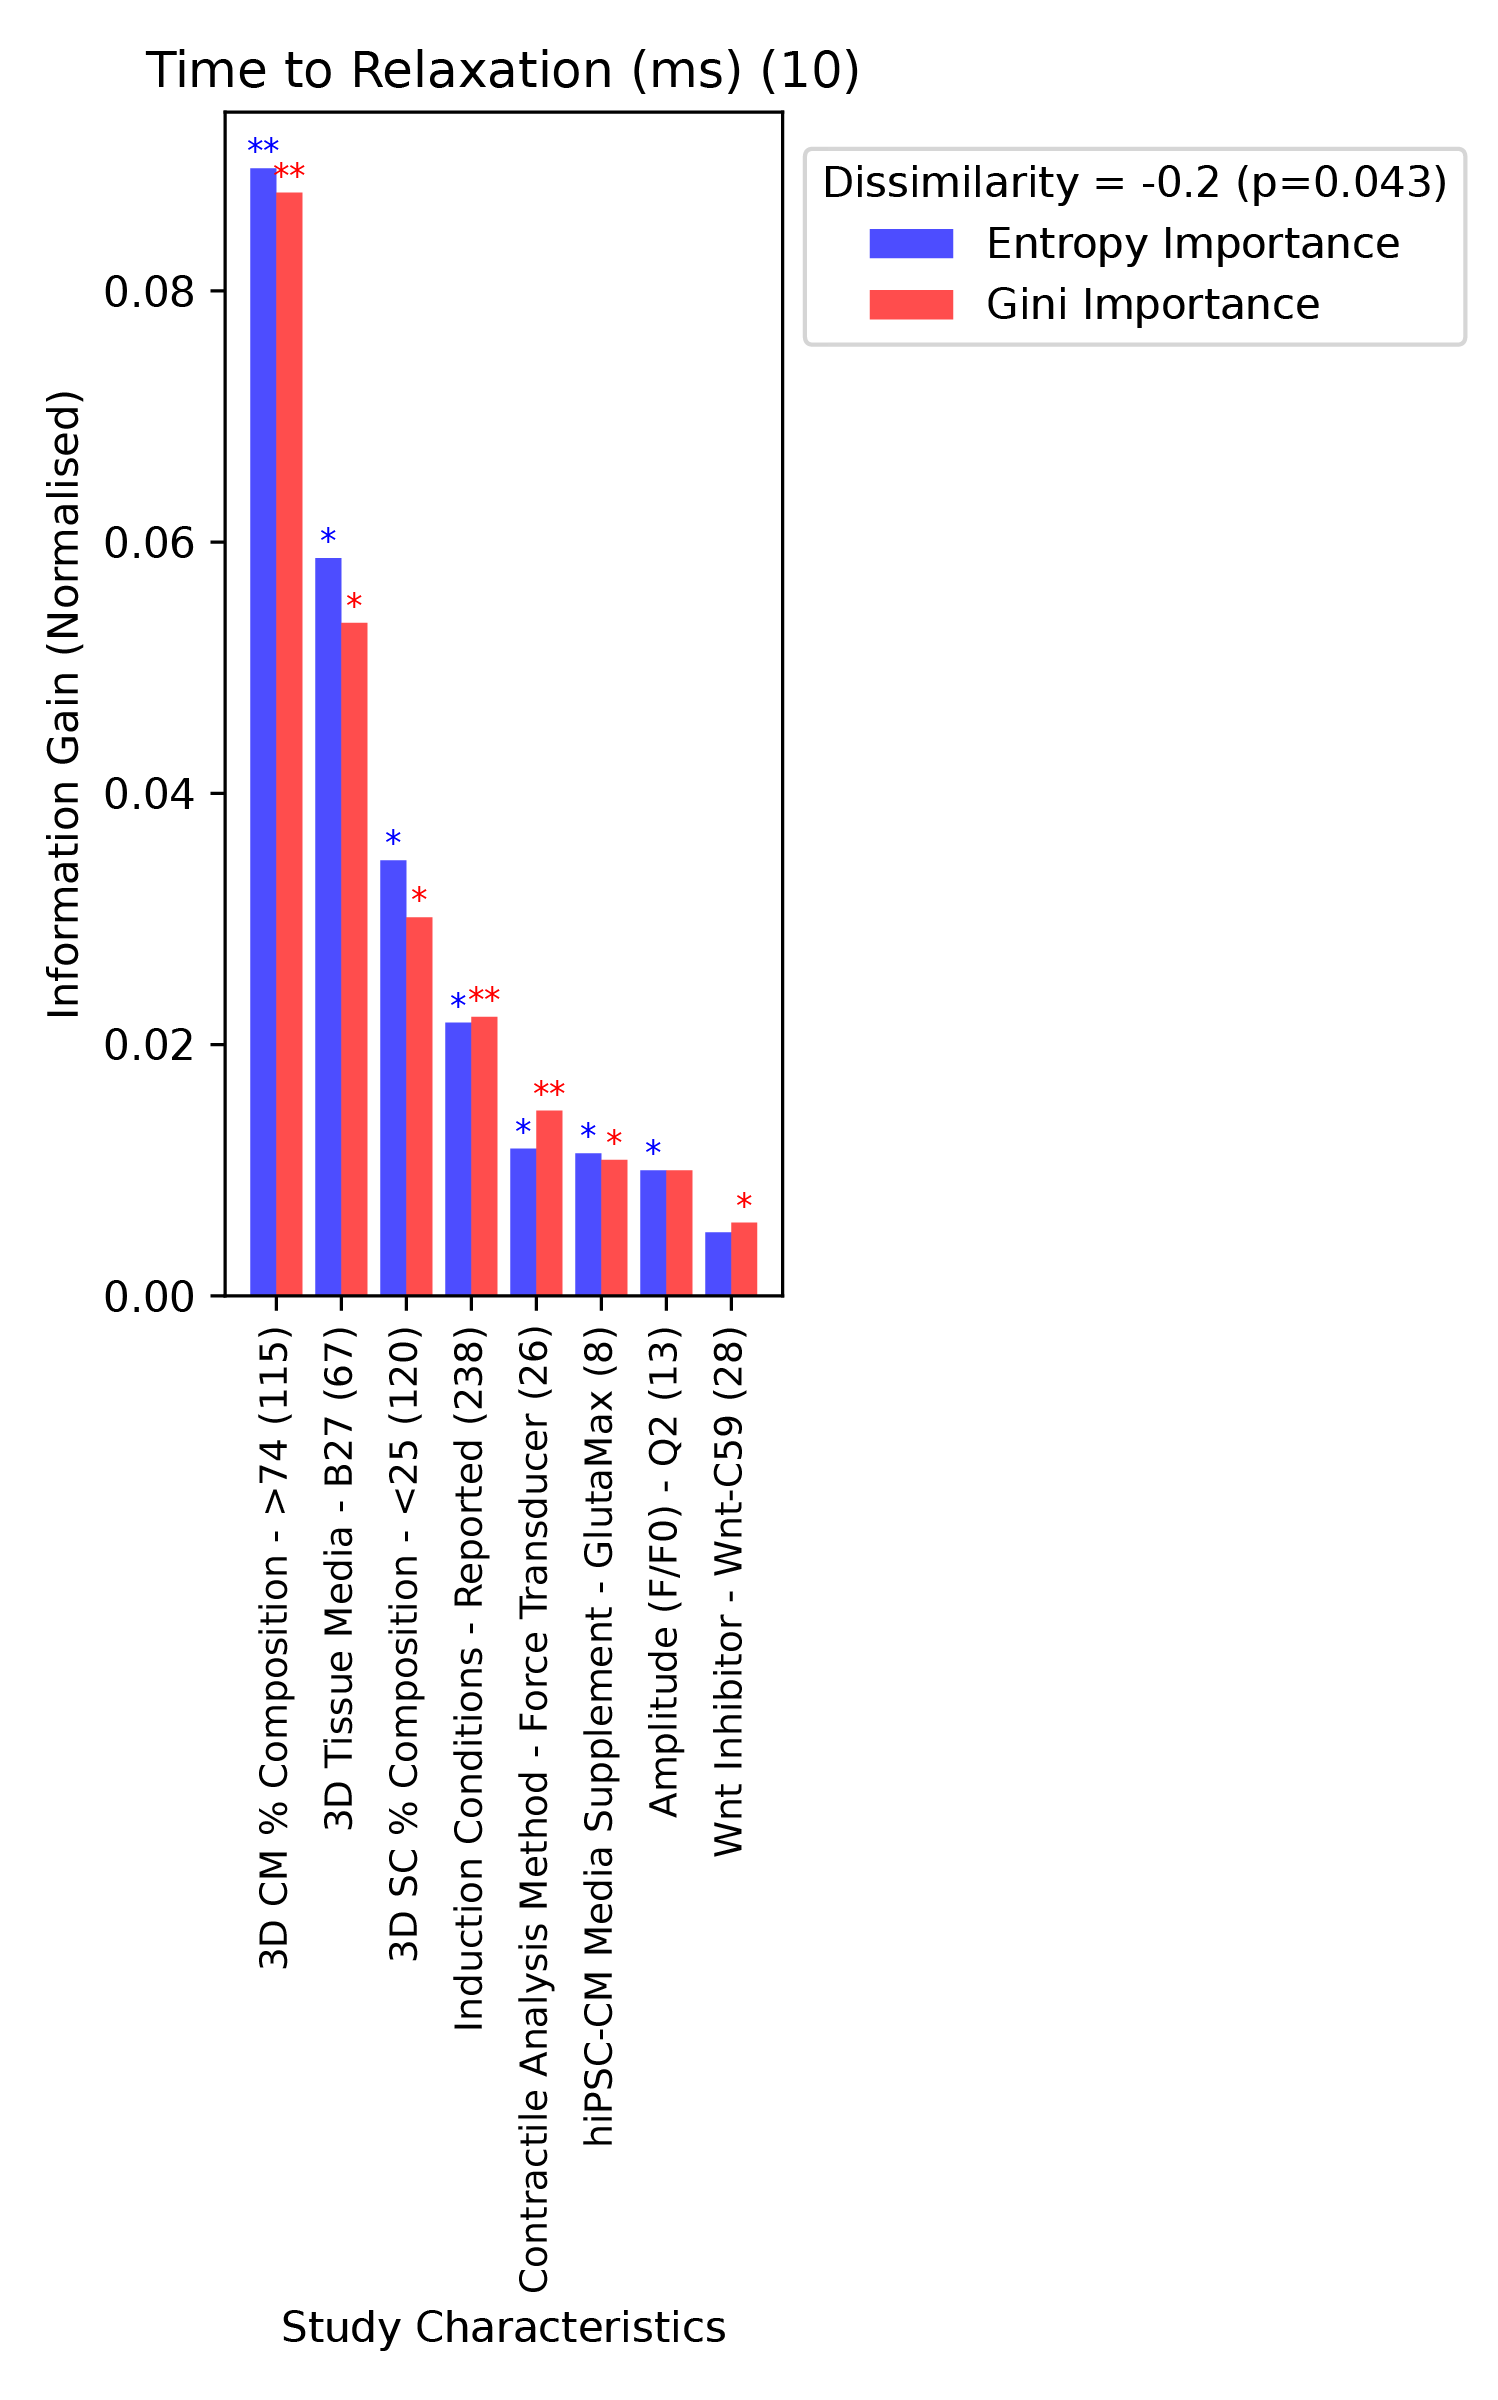 Time to Relaxation (ms) (10)
Dissimilarity = -0.2 (p=0.043)
Entropy Importance
Gini Importance
Information Gain (Normalised)
0.08
0.06
0.04
0.02
0.00
**
**
*
*
*
*
*
**
*
**
*
*
*
*
3D CM % Composition - >74 (115)
3D Tissue Media - B27 (67)
3D SC % Composition - <25 (120)
Induction Conditions - Reported (238)
Contractile Analysis Method - Force Transducer (26)
hiPSC-CM Media Supplement - GlutaMax (8)
Amplitude (F/F0) - Q2 (13)
Wnt Inhibitor - Wnt-C59 (28)
Study Characteristics